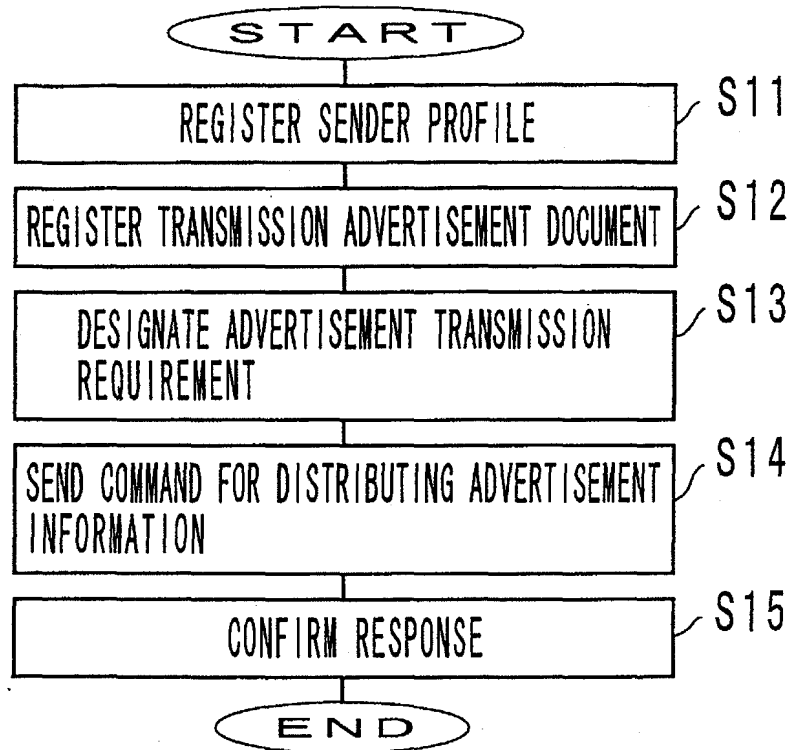 START
REGISTER SENDER PROFILE
S11
REGISTER TRANSMISSION ADVERTISEMENT DOCUMENT
S12
DESIGNATE ADVERTISEMENT TRANSMISSION
REQUIREMENT
S13
SEND COMMAND FOR DISTRIBUTING ADVERTISEMENT
INFORMATION
S14
CONFIRM RESPONSE
S15
END